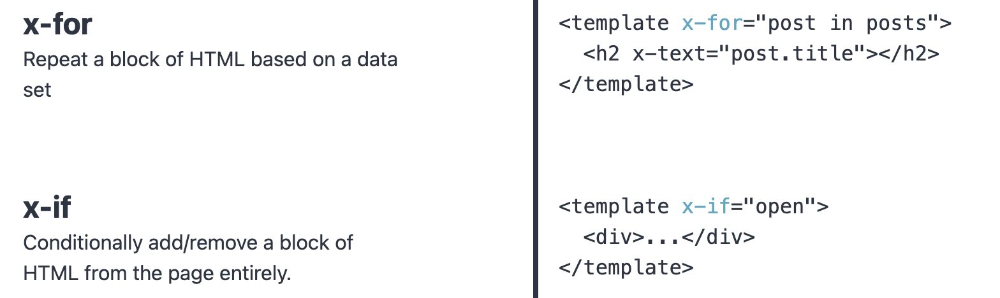 x-for
Repeat a block of HTML based on a data
set
<template x-for="post in posts">
  <h2 x-text="post.title"></h2>
</template>
x-if
Conditionally add/remove a block of
HTML from the page entirely.
<template x-if="open">
  <div>...</div>
</template>